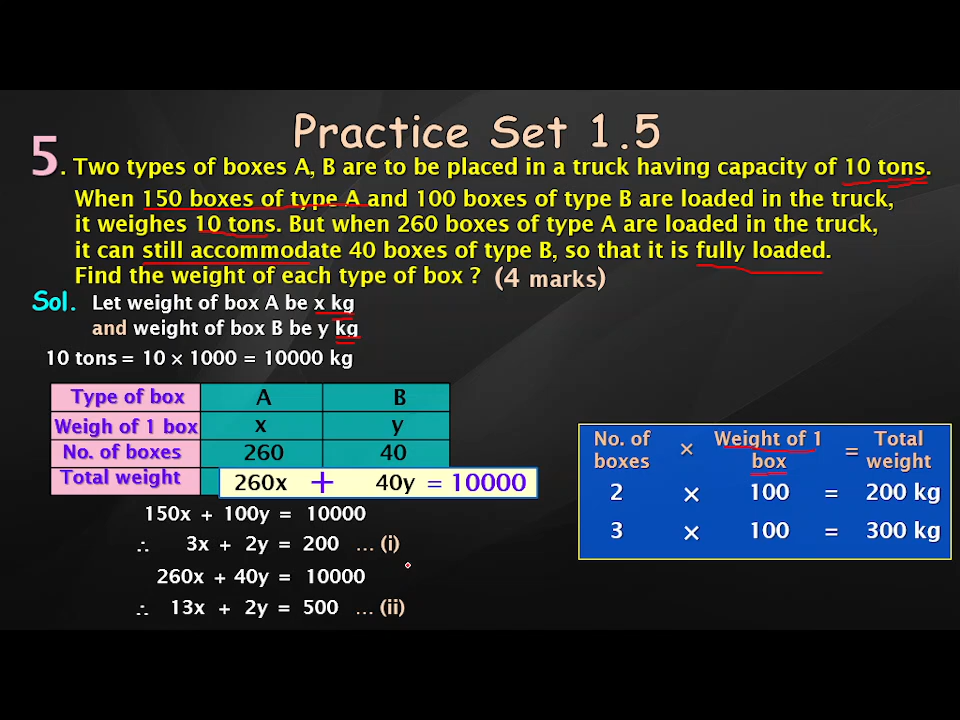 Practice Set 1.5
5. Two types of boxes A, B are to be placed in a truck having capacity of 10 tons.
When 150 boxes of type A and 100 boxes of type B are loaded in the truck,
it weighes 10 tons. But when 260 boxes of type A are loaded in the truck,
it can still accommodate 40 boxes of type B, so that it is fully loaded.
Find the weight of each type of box ? (4 marks)
Sol. Let weight of box A be x kg
and weight of box B be y kg
10 tons = 10 × 1000 = 10000 kg
Type of box A B
Weigh of 1 box x y
No. of boxes 260 40
Total weight 260x + 40y = 10000
150x + 100y = 10000
∴ 3x + 2y = 200 ... (i)
260x + 40y = 10000
∴ 13x + 2y = 500 ... (ii)
No. of boxes × Weight of 1 box = Total weight
2 × 100 = 200 kg
3 × 100 = 300 kg